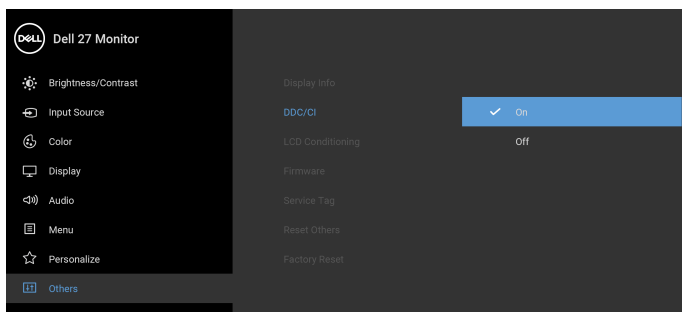 DELL Dell 27 Monitor
Brightness/Contrast
Input Source
Color
Display
Audio
Menu
Personalize
Others
Display Info
DDC/CI
LCD Conditioning
Firmware
Service Tag
Reset Others
Factory Reset
On
Off